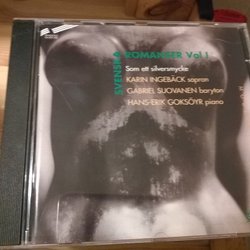 SVENSKA
ROMANSER Vol I
Som ett silversmycke
KARIN INGEBÄCK sopran
GABRIEL SUOVANEN baryton
HANS-ERIK GOKSÖYR piano